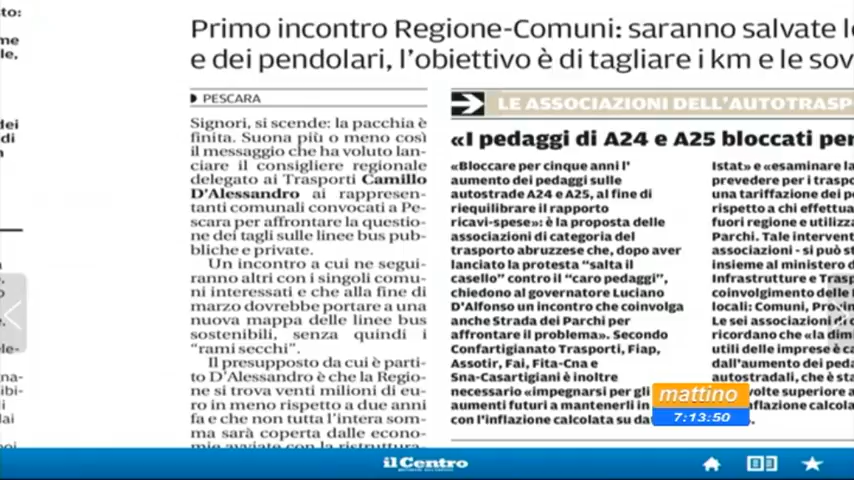 Primo incontro Regione-Comuni: saranno salvate
e dei pendolari, l'obiettivo è di tagliare i km e le
PESCARA
Signori, si scende: la pacchia è
finita. Suona più o meno così
il messaggio che ha voluto lan-
ciare il consigliere regionale
delegato ai Trasporti Camillo
D'Alessandro ai rappresen-
tanti comunali convocati a Pe-
scara per affrontare la questio-
ne dei tagli sulle linee bus pub-
bliche e private.
Un incontro a cui ne segui-
ranno altri con i singoli comu-
ni interessati e che alla fine di
marzo dovrebbe portare a una
nuova mappa delle linee bus
sostenibili, senza quindi i
"rami secchi".
Il presupposto da cui è parti-
to D'Alessandro è che la Regio-
ne si trova venti milioni di eu-
ro in meno rispetto a due anni
fa e che non tutta l'intera som-
ma sarà coperta dalle econo-
mie avviate con la ristruttura-
LE ASSOCIAZIONI DELL'AUTOTRASP
«I pedaggi di A24 e A25 bloccati per
«Bloccare per cinque anni l'
aumento dei pedaggi sulle
autostrade A24 e A25, al fine di
riequilibrare il rapporto
ricavi-spese»: è la proposta delle
associazioni di categoria del
trasporto abruzzese che, dopo aver
lanciato la protesta "salta il
casello" contro il "caro pedaggi",
chiedono al governatore Luciano
D'Alfonso un incontro che coinvolga
anche Strada dei Parchi per
affrontare il problema». Secondo
Confartigianato Trasporti, Fiap,
Assotir, Fai, Fita-Cna e
Sna-Casartigiani è inoltre
necessario «impegnarsi per gli
aumenti futuri a mantenerli in
con l'inflazione calcolata su
Istat» e «esaminare la
prevedere per i traspo
una tariffazione dei pe
rispetto a chi effettua
fuori regione e utilizza
Parchi. Tale intervent
associazioni - si può st
insieme al ministero d
Infrastrutture e Trasp
coinvolgimento delle
locali: Comuni,
Le sei associazioni
ricordano che «la dimi
utili delle imprese è ca
dall'aumento dei peda
autostradali, che è sta
volte superiore a
inflazione calcola
mattino
7:13:50
il Centro